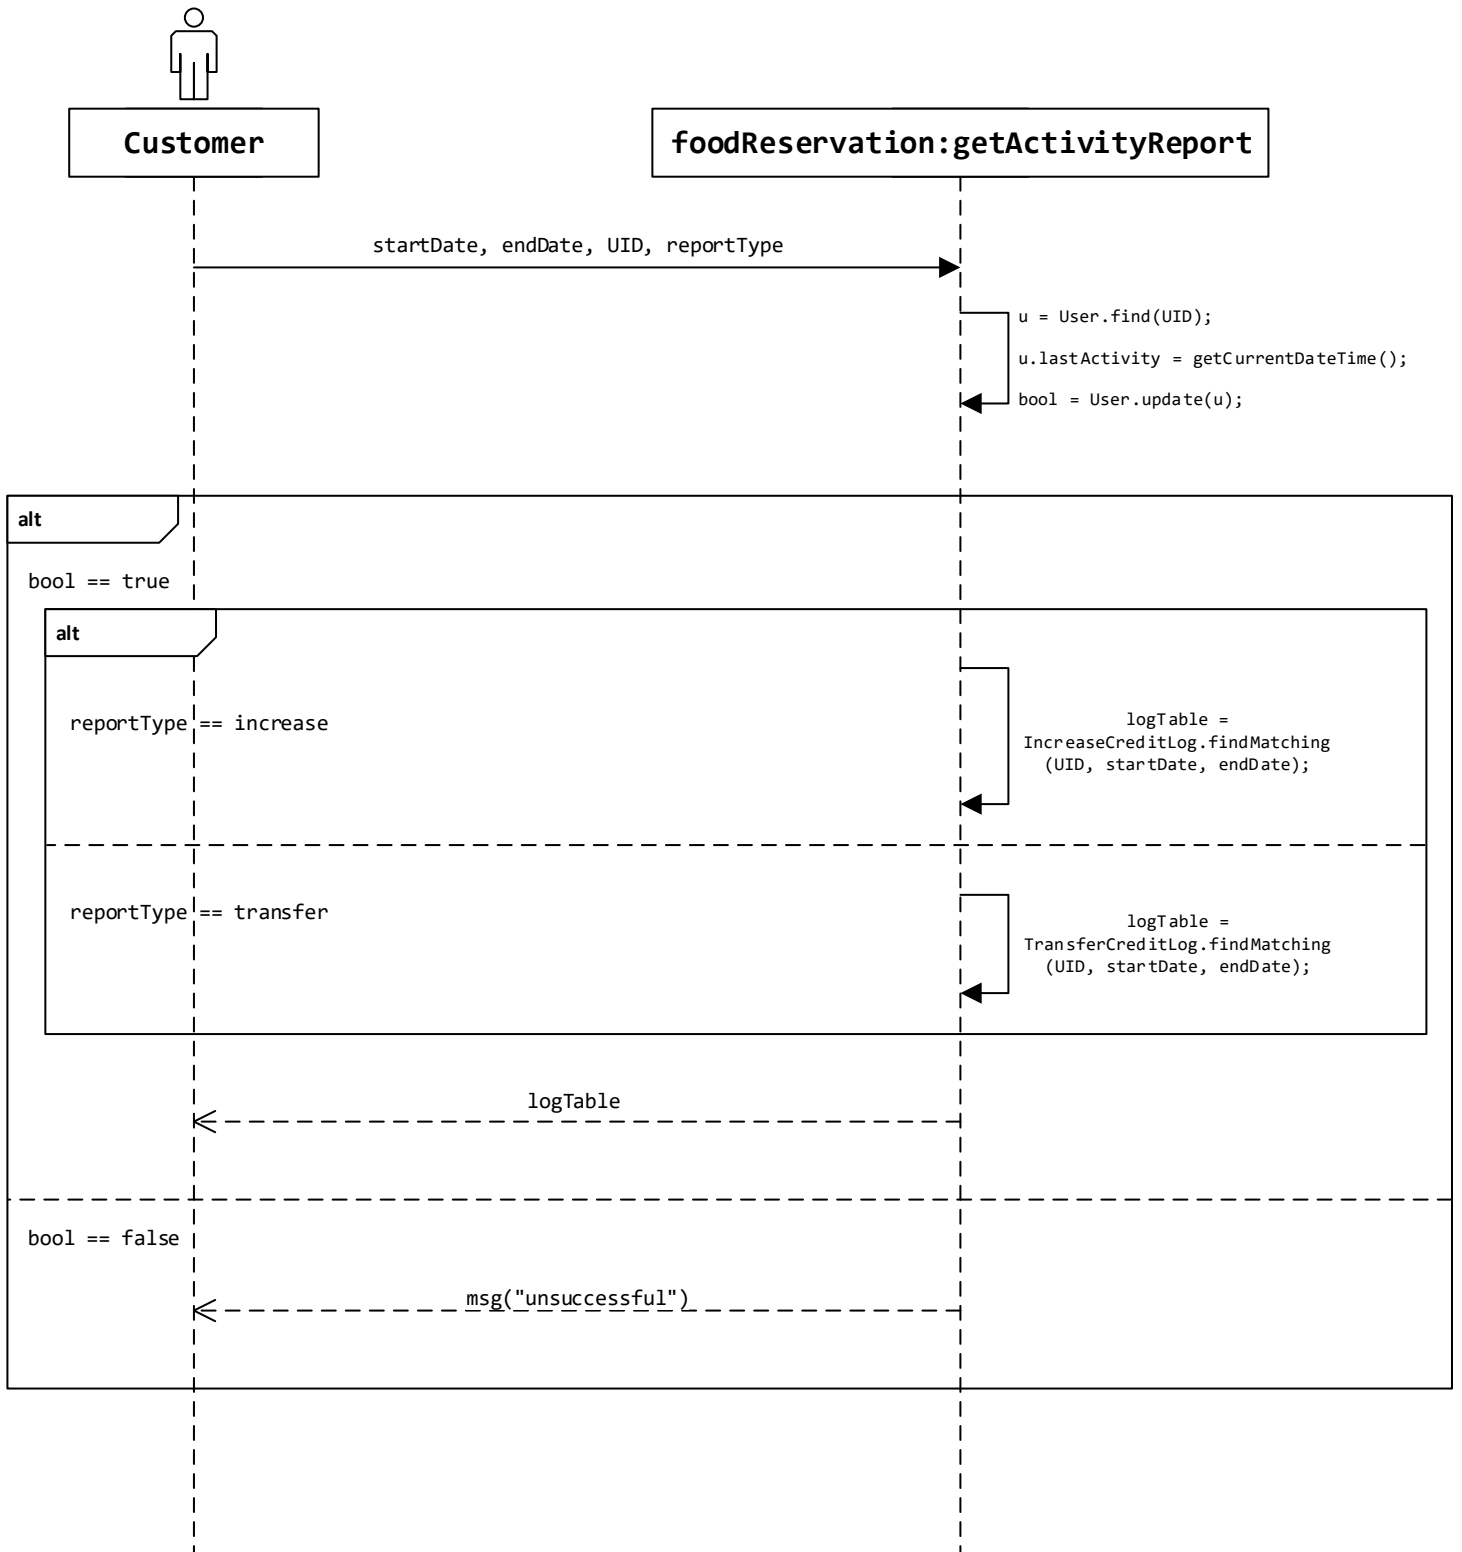 Customer
foodReservation:getActivityReport
startDate, endDate, UID, reportType
u = User.find(UID);
u.lastActivity = getCurrentDateTime();
bool = User.update(u);
alt
bool == true
alt
reportType == increase
logTable =
IncreaseCreditLog.findMatching
(UID, startDate, endDate);
reportType == transfer
logTable =
TransferCreditLog.findMatching
(UID, startDate, endDate);
logTable
bool == false
msg("unsuccessful")